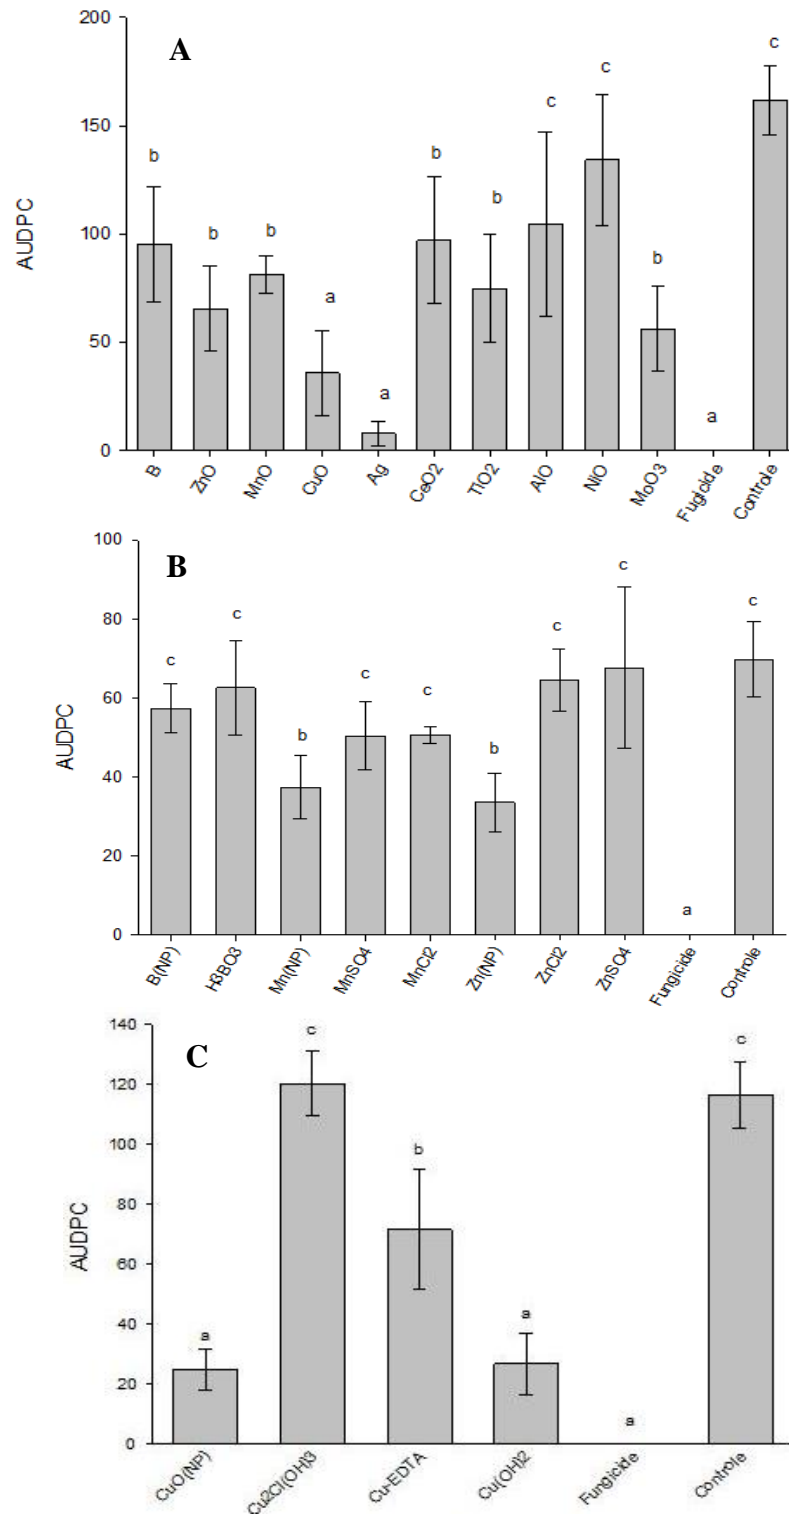 A
200
150
100
50
0
AUDPC
b
b
b
a
a
b
b
c
c
b
a
c
B
ZnO
MnO
CuO
Ag
CeO2
TiO2
AlO
NiO
MoO3
Fugicide
Controle
B
100
80
60
40
20
0
AUDPC
c
c
b
c
c
b
c
c
a
c
B(NP)
H3BO3
Mn(NP)
MnSO4
MnCl2
Zn(NP)
ZnCl2
ZnSO4
Fungicide
Controle
C
140
120
100
80
60
40
20
0
AUDPC
a
c
b
a
a
c
CuO(NP)
Cu2Cl(OH)3
Cu-EDTA
Cu(OH)2
Fungicide
Controle